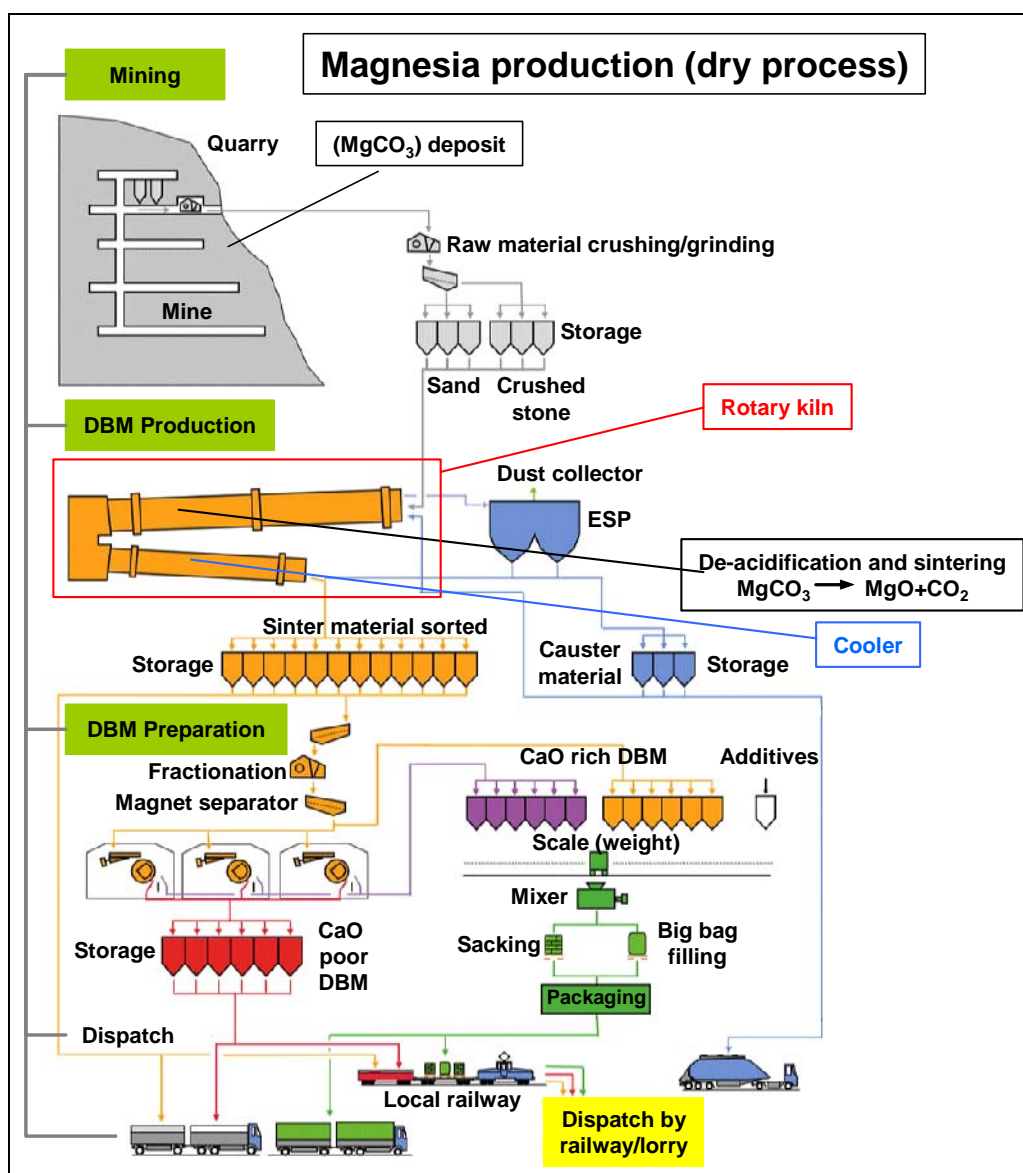 Magnesia production (dry process)
Mining
Quarry
(MgCO₃) deposit
Raw material crushing/grinding
Mine
Storage
Sand
Crushed
stone
DBM Production
Rotary kiln
Dust collector
ESP
De-acidification and sintering
MgCO₃ → MgO+CO₂
Sinter material sorted
Cooler
Storage
Causter
material
Storage
DBM Preparation
CaO rich DBM
Additives
Fractionation
Magnet separator
Scale (weight)
Mixer
Storage
CaO
poor
DBM
Sacking
Big bag
filling
Packaging
Dispatch
Local railway
Dispatch by
railway/lorry